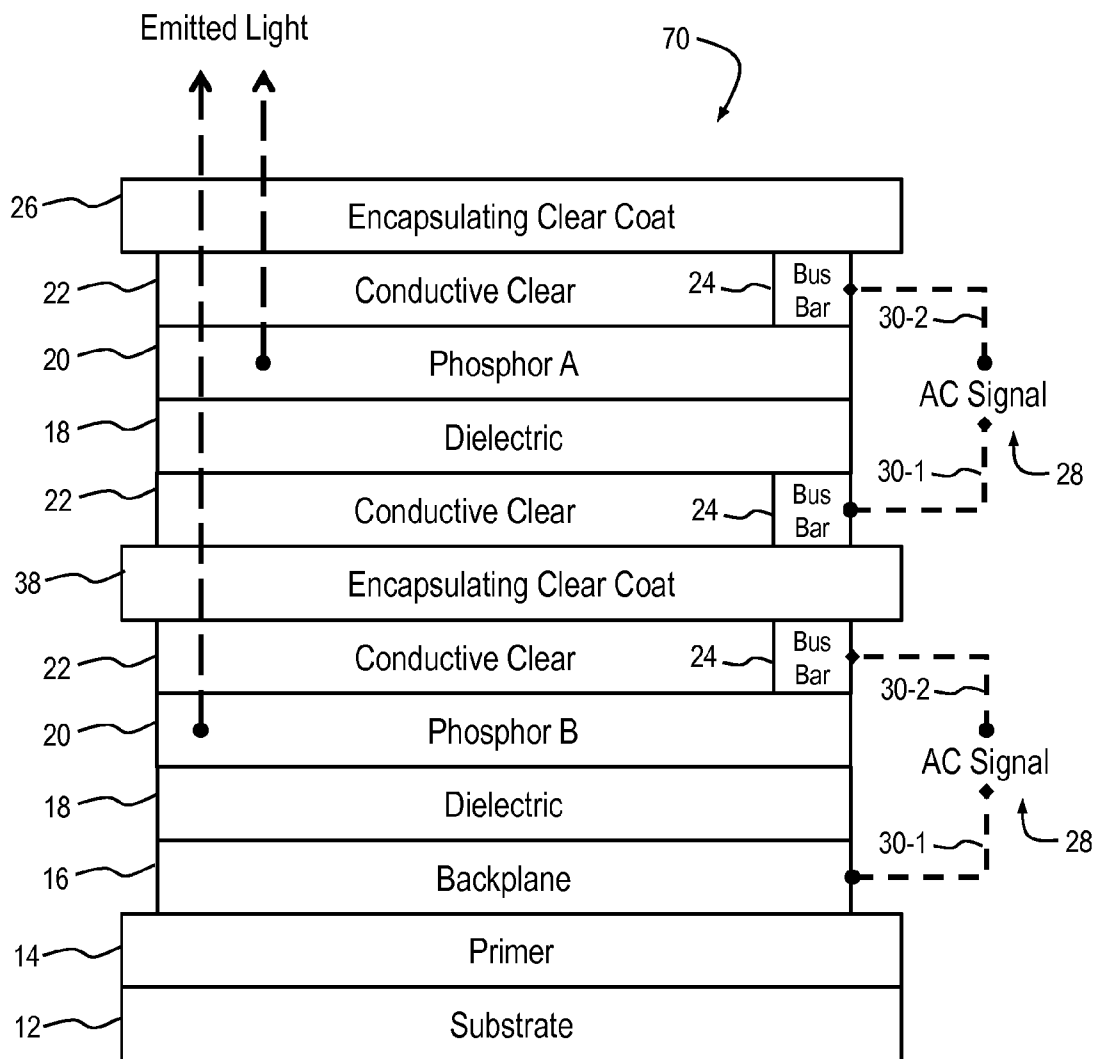 Emitted Light
70
26
Encapsulating Clear Coat
22
Conductive Clear
24
Bus
Bar
30-2
20
Phosphor A
AC Signal
18
Dielectric
30-1
28
22
Conductive Clear
24
Bus
Bar
38
Encapsulating Clear Coat
22
Conductive Clear
24
Bus
Bar
30-2
20
Phosphor B
AC Signal
18
Dielectric
30-1
28
16
Backplane
14
Primer
12
Substrate